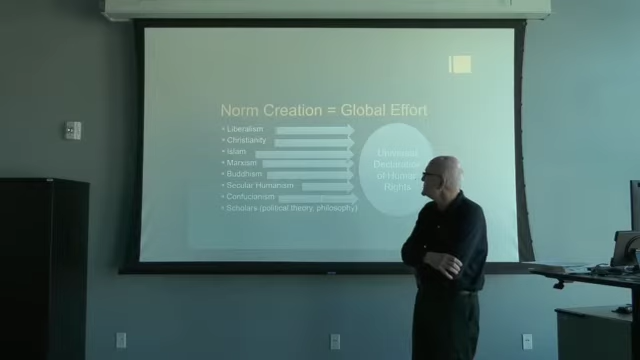 Norm Creation = Global Effort
• Liberalism
• Christianity
• Islam
• Marxism
• Buddhism
• Secular Humanism
• Confucionism
• Scholars (political theory, philosophy)
Universal
Declaration
of Human
Rights